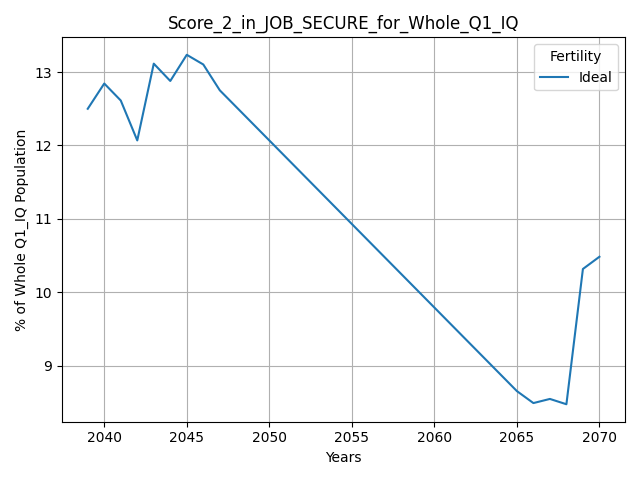 Score_2_in_JOB_SECURE_for_Whole_Q1_IQ
Fertility
Ideal
% of Whole Q1_IQ Population
13
12
11
10
9
2040 2045 2050 2055 2060 2065 2070
Years